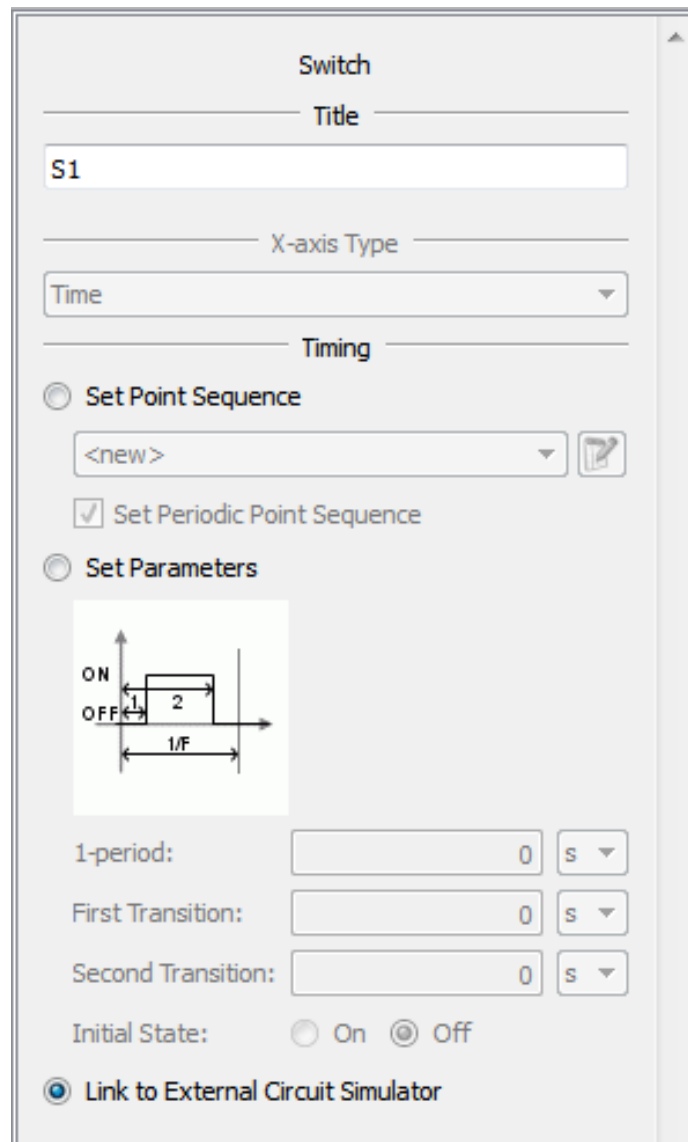 Switch
Title
S1
X-axis Type
Time
Timing
Set Point Sequence
<new>
Set Periodic Point Sequence
Set Parameters
ON
OFF 1 2
1/F
1-period: 0 s
First Transition: 0 s
Second Transition: 0 s
Initial State: On Off
Link to External Circuit Simulator